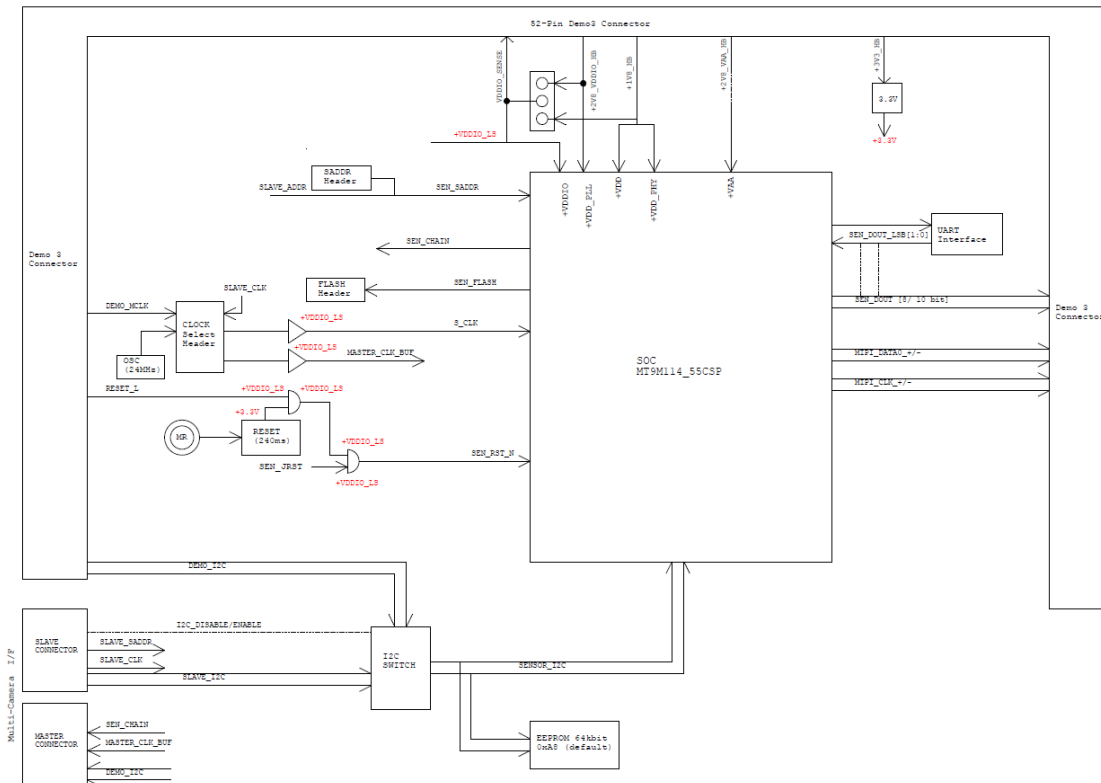 52-Pin Demo3 Connector
VDDIO_SENSE
+2V8_VDDIO_HB
+1V8_HB
+2V8_VAA_HB
+3V3_HB
3.3V
+3.3V
+VDDIO_LS
SADDR
Header
SLAVE_ADDR
SEN_SADDR
+VDDIO
+VDD_PLL
+VDD
+VDD_PHY
+VAA
Demo 3
Connector
SEN_CHAIN
UART
Interface
SEN_DOUT_LSB[1:0]
SLAVE_CLK
FLASH
Header
SEN_FLASH
SEN_DOUT [8/ 10 bit]
Demo 3
Connector
DEMO_MCLK
CLOCK
Select
Header
+VDDIO_LS
S_CLK
OSC
(24MHz)
+VDDIO_LS
MASTER_CLK_BUF
SOC
MT9M114_55CSP
MIPI_DATA0_+/-
MIPI_CLK_+/-
RESET_L
+VDDIO_LS
+VDDIO_LS
+3.3V
MR
RESET
(240ms)
+VDDIO_LS
SEN_JRST
SEN_RST_N
+VDDIO_LS
DEMO_I2C
Multi-Camera I/F
SLAVE
CONNECTOR
I2C_DISABLE/ENABLE
SLAVE_SADDR
SLAVE_CLK
SLAVE_I2C
I2C
SWITCH
SENSOR_I2C
MASTER
CONNECTOR
SEN_CHAIN
MASTER_CLK_BUF
DEMO_I2C
EEPROM 64kbit
0xA8 (default)